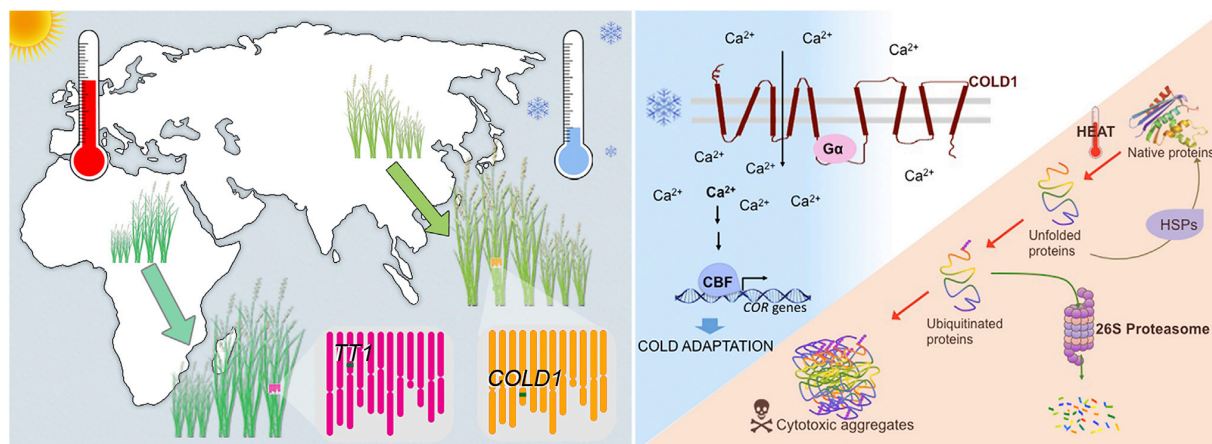 TT1
COLD1
Ca²⁺
Ca²⁺
Ca²⁺
Ca²⁺
COLD1
Gα
Ca²⁺
Ca²⁺
Ca²⁺
Ca²⁺
Ca²⁺
Ca²⁺
Ca²⁺
Ca²⁺
CBF
COR genes
COLD ADAPTATION
HEAT
Native proteins
Unfolded
proteins
HSPs
Ubiquitinated
proteins
26S Proteasome
Cytotoxic aggregates